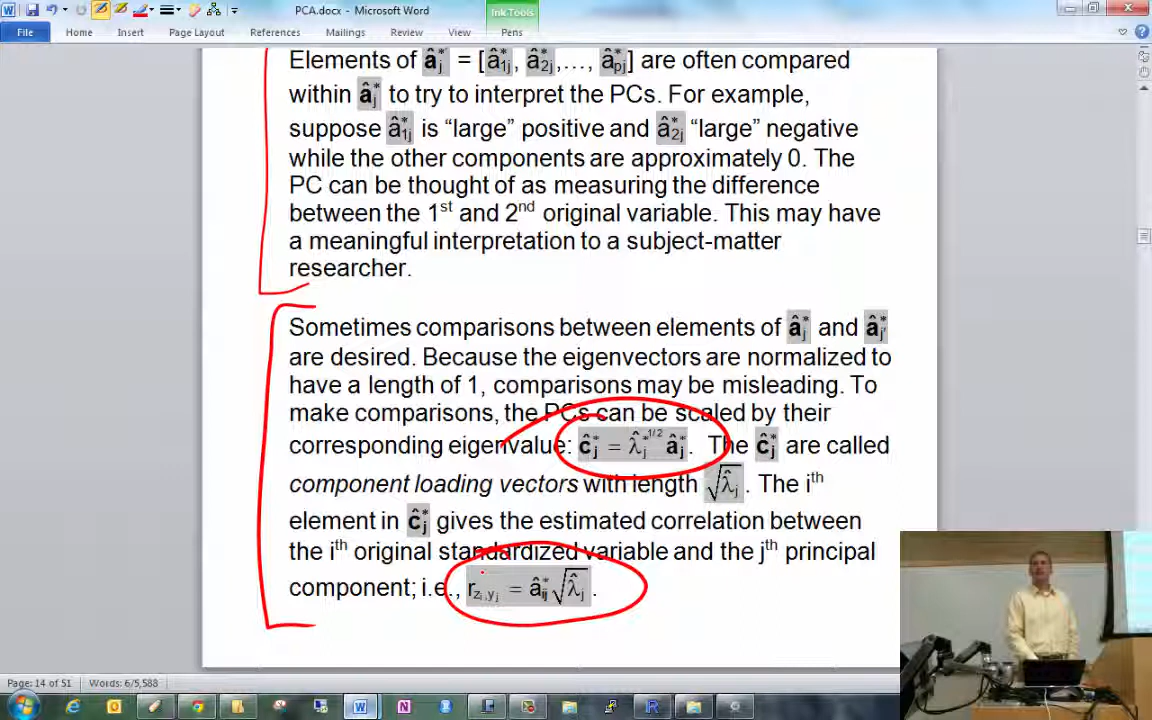 PCA.docx - Microsoft Word
Ink Tools
File Home Insert Page Layout References Mailings Review View Pens
Elements of â*j = [â*1j, â*2j,…, â*pj] are often compared
within â*j to try to interpret the PCs. For example,
suppose â*1j is “large” positive and â*2j “large” negative
while the other components are approximately 0. The
PC can be thought of as measuring the difference
between the 1st and 2nd original variable. This may have
a meaningful interpretation to a subject-matter
researcher.
Sometimes comparisons between elements of â*j and â*j′
are desired. Because the eigenvectors are normalized to
have a length of 1, comparisons may be misleading. To
make comparisons, the PCs can be scaled by their
corresponding eigenvalue: ĉ*j = λ̂*j^1/2 â*j. The ĉ*j are called
component loading vectors with length √λ̂j. The ith
element in ĉ*j gives the estimated correlation between
the ith original standardized variable and the jth principal
component; i.e., rzi,yj = â*ij√λ̂j.
Page: 14 of 51 Words: 6/5,588